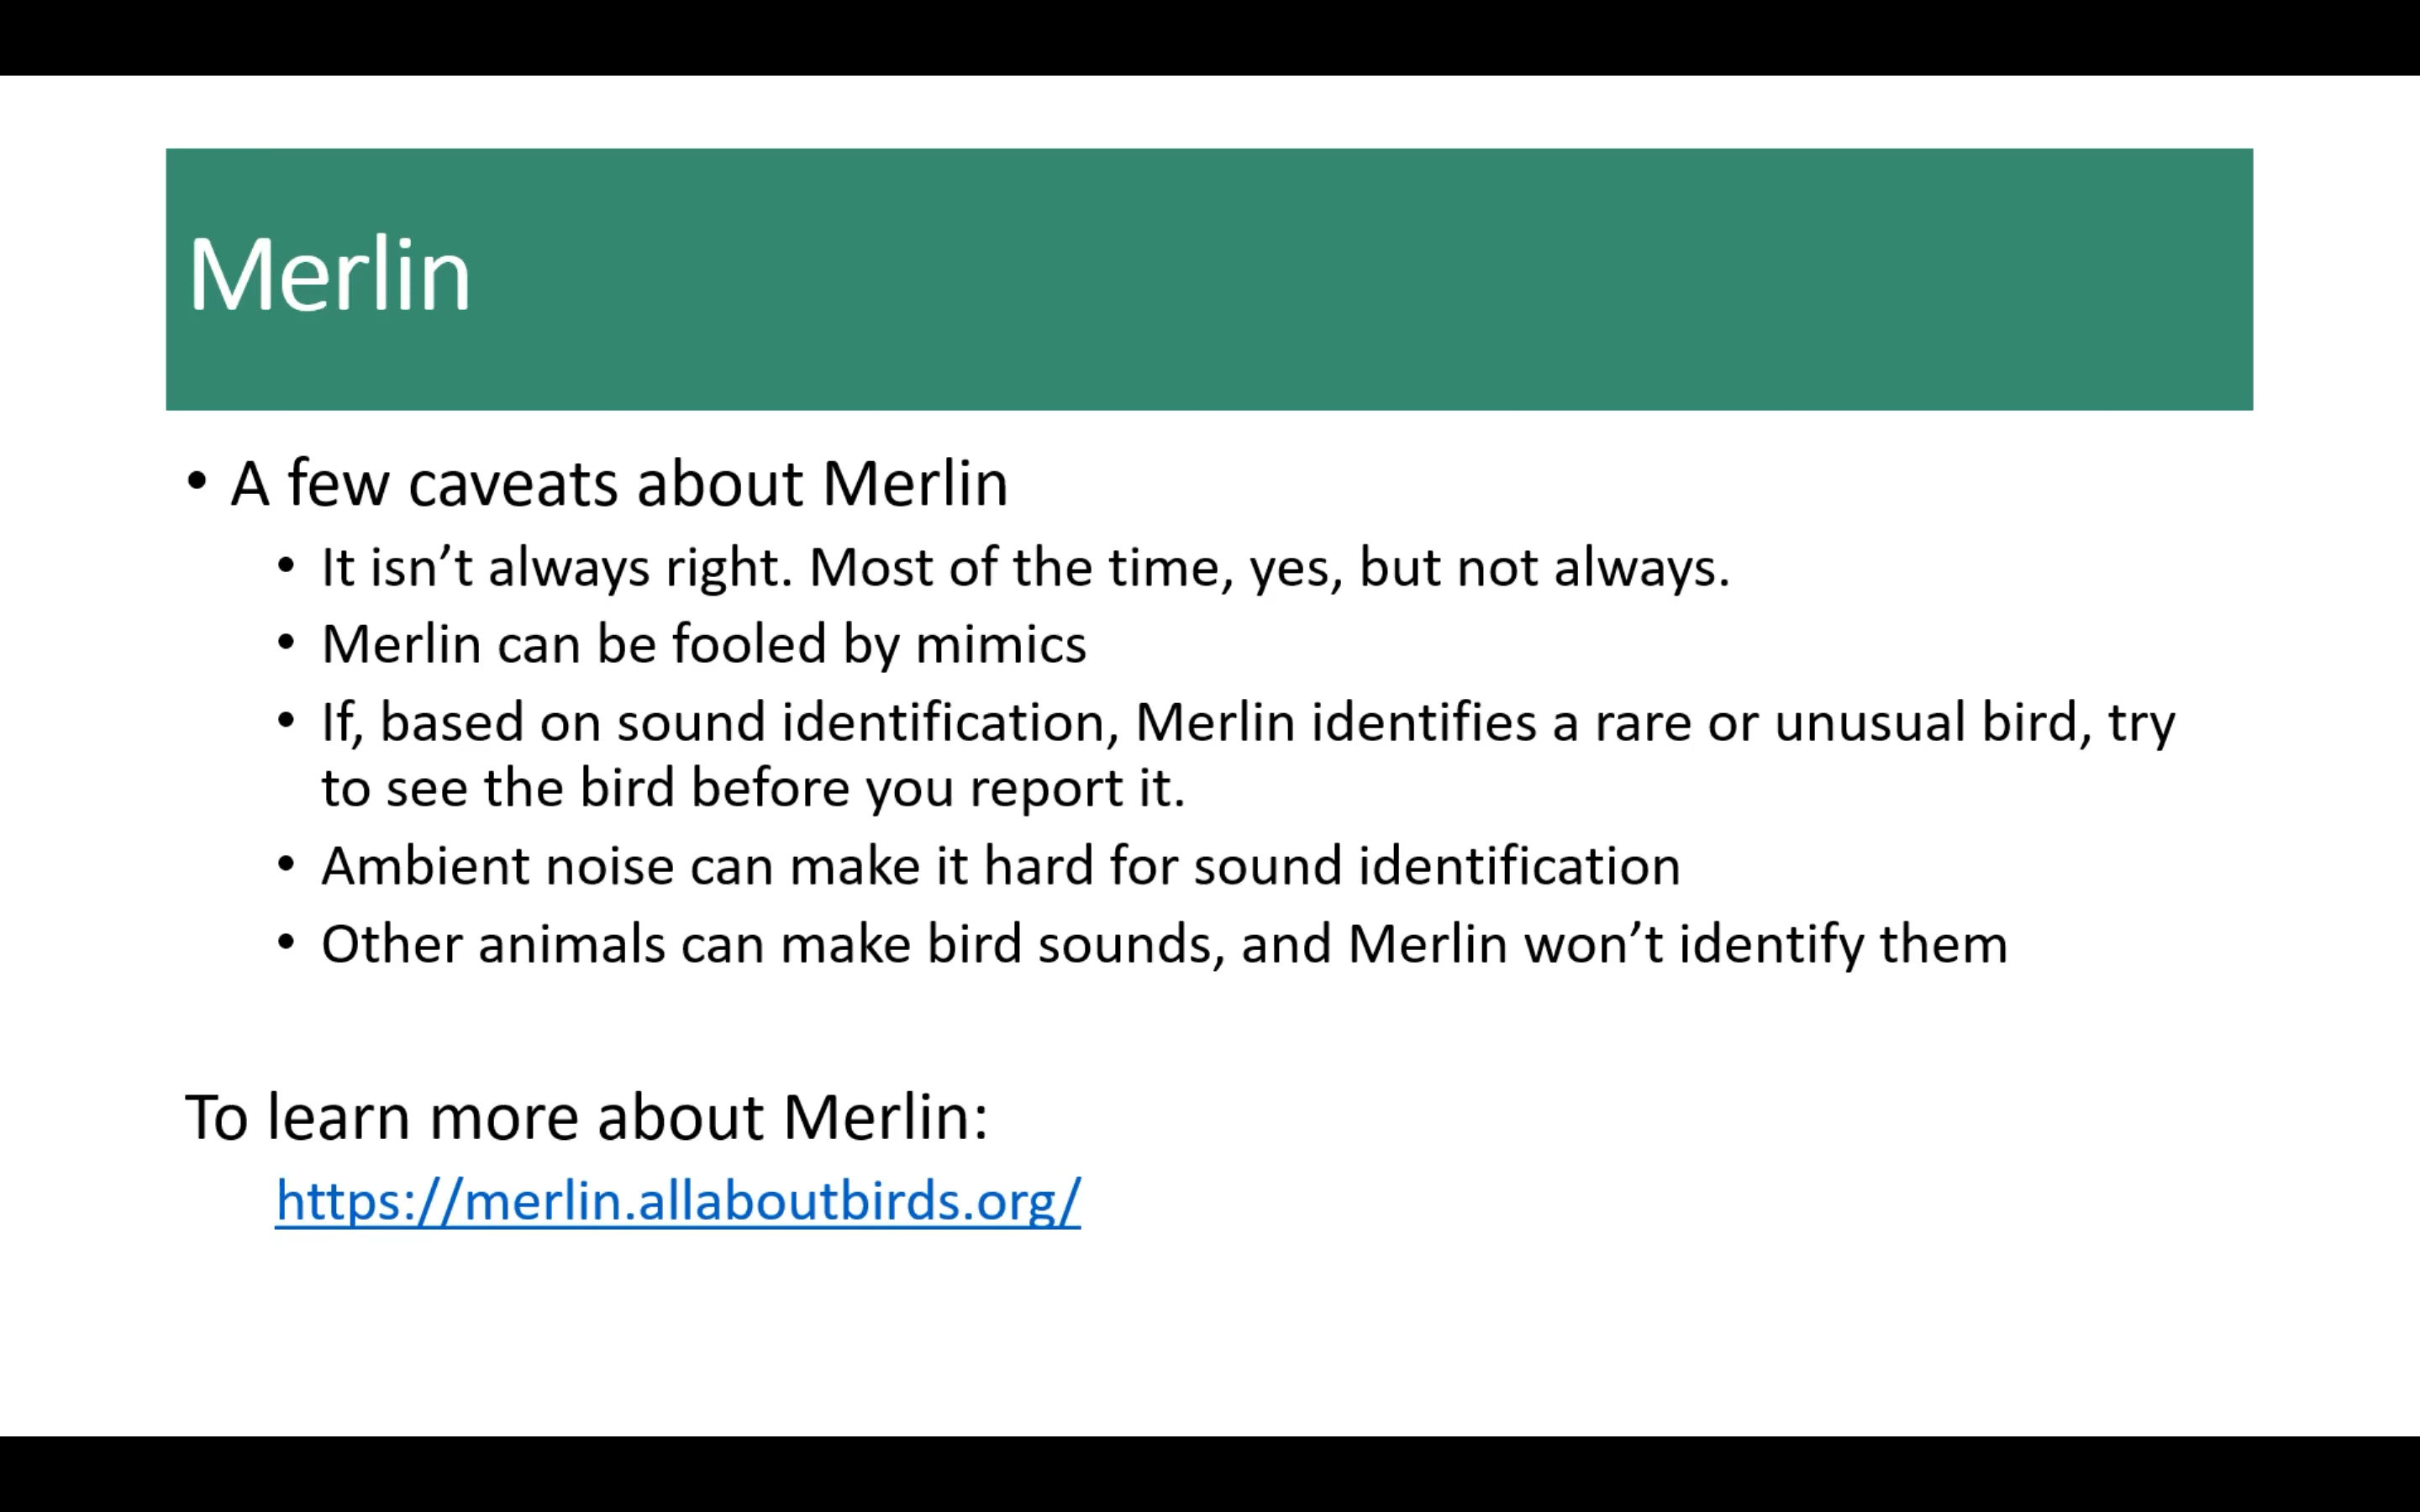 Merlin
• A few caveats about Merlin
• It isn’t always right. Most of the time, yes, but not always.
• Merlin can be fooled by mimics
• If, based on sound identification, Merlin identifies a rare or unusual bird, try
to see the bird before you report it.
• Ambient noise can make it hard for sound identification
• Other animals can make bird sounds, and Merlin won’t identify them
To learn more about Merlin:
https://merlin.allaboutbirds.org/